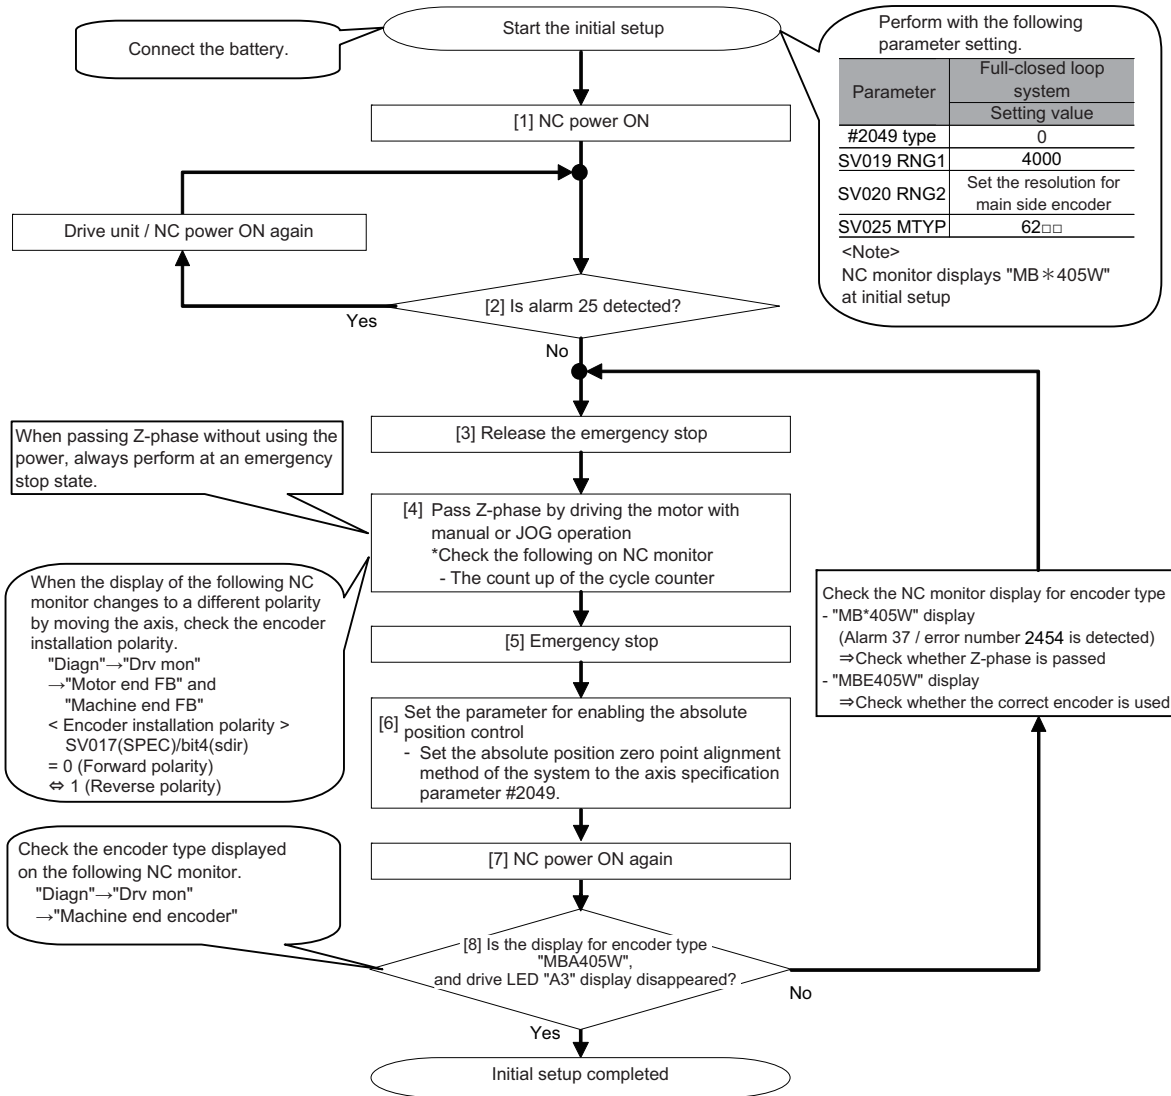 Connect the battery.
Start the initial setup
Perform with the following
parameter setting.
Parameter
Full-closed loop
system
Setting value
#2049 type
0
SV019 RNG1
4000
SV020 RNG2
Set the resolution for
main side encoder
SV025 MTYP
62□□
<Note>
NC monitor displays "MB＊405W"
at initial setup
[1] NC power ON
Drive unit / NC power ON again
[2] Is alarm 25 detected?
Yes
No
[3] Release the emergency stop
When passing Z-phase without using the
power, always perform at an emergency
stop state.
[4] Pass Z-phase by driving the motor with
manual or JOG operation
*Check the following on NC monitor
- The count up of the cycle counter
When the display of the following NC
monitor changes to a different polarity
by moving the axis, check the encoder
installation polarity.
"Diagn"→"Drv mon"
→"Motor end FB" and
"Machine end FB"
< Encoder installation polarity >
SV017(SPEC)/bit4(sdir)
= 0 (Forward polarity)
⇔ 1 (Reverse polarity)
[5] Emergency stop
Check the NC monitor display for encoder type
- "MB*405W" display
(Alarm 37 / error number 2454 is detected)
⇒Check whether Z-phase is passed
- "MBE405W" display
⇒Check whether the correct encoder is used
[6] Set the parameter for enabling the absolute
position control
- Set the absolute position zero point alignment
method of the system to the axis specification
parameter #2049.
[7] NC power ON again
Check the encoder type displayed
on the following NC monitor.
"Diagn"→"Drv mon"
→"Machine end encoder"
[8] Is the display for encoder type
"MBA405W",
and drive LED "A3" display disappeared?
No
Yes
Initial setup completed